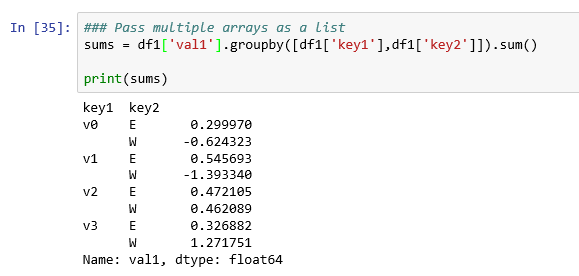 In [35]: ### Pass multiple arrays as a list
sums = df1['val1'].groupby([df1['key1'],df1['key2']]).sum()
print(sums)
key1  key2
v0    E       0.299970
      W      -0.624323
v1    E       0.545693
      W      -1.393340
v2    E       0.472105
      W       0.462089
v3    E       0.326882
      W       1.271751
Name: val1, dtype: float64